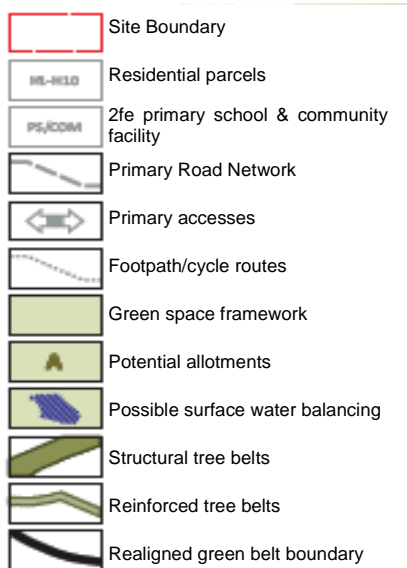 Site Boundary
H1-H10
Residential parcels
PS/COM
2fe primary school & community
facility
Primary Road Network
Primary accesses
Footpath/cycle routes
Green space framework
A
Potential allotments
Possible surface water balancing
Structural tree belts
Reinforced tree belts
Realigned green belt boundary